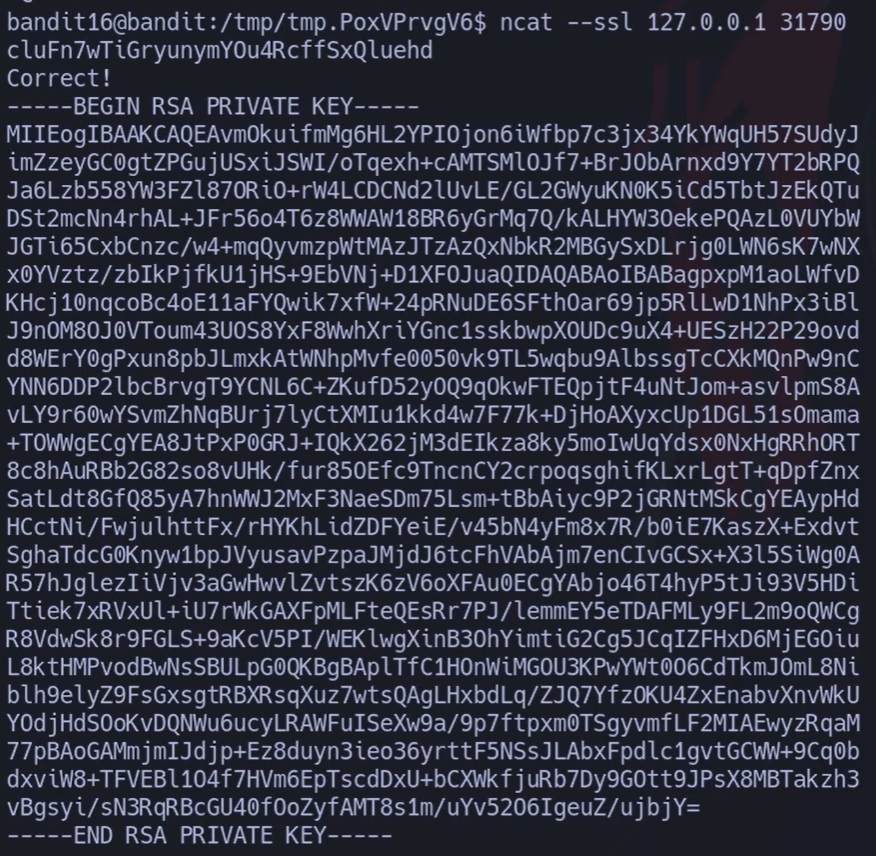 bandit16@bandit:/tmp/tmp.PoxVPrvgV6$ ncat --ssl 127.0.0.1 31790
cluFn7wTiGryunymYOu4RcffSxQluehd
Correct!
-----BEGIN RSA PRIVATE KEY-----
MIIEogIBAAKCAQEAvmOkuifmMg6HL2YPIOjon6iWfbp7c3jx34YkYWqUH57SUdyJ
imZzeyGC0gtZPGujUSxiJSWI/oTqexh+cAMTSMlOJf7+BrJObArnxd9Y7YT2bRPQ
Ja6Lzb558YW3FZl87ORiO+rW4LCDCNd2lUvLE/GL2GWyuKN0K5iCd5TbtJzEkQTu
DSt2mcNn4rhAL+JFr56o4T6z8WWAW18BR6yGrMq7Q/kALHYW3OekePQAzL0VUYbW
JGTi65CxbCnzc/w4+mqQyvmzpWtMAzJTzAzQxNbkR2MBGySxDLrjg0LWN6sK7wNX
x0YVztz/zbIkPjfkU1jHS+9EbVNj+D1XFOJuaQIDAQABAoIBABagpxpM1aoLWfvD
KHcj10nqcoBc4oE11aFYQwik7xfW+24pRNuDE6SFthOar69jp5RlLwD1NhPx3iBl
J9nOM8OJ0VToum43UOS8YxF8WwhXriYGnc1sskbwpXOUDc9uX4+UESzH22P29ovd
d8WErY0gPxun8pbJLmxkAtWNhpMvfe0050vk9TL5wqbu9AlbssgTcCXkMQnPw9nC
YNN6DDP2lbcBrvgT9YCNL6C+ZKufD52yOQ9qOkwFTEQpjtF4uNtJom+asvlpmS8A
vLY9r60wYSvmZhNqBUrj7lyCtXMIu1kkd4w7F77k+DjHoAXyxcUp1DGL51sOmama
+TOWWgECgYEA8JtPxP0GRJ+IQkX262jM3dEIkza8ky5moIwUqYdsx0NxHgRRhORT
8c8hAuRBb2G82so8vUHk/fur85OEfc9TncnCY2crpoqsghifKLxrLgtT+qDpfZnx
SatLdt8GfQ85yA7hnWWJ2MxF3NaeSDm75Lsm+tBbAiyc9P2jGRNtMSkCgYEAypHd
HCctNi/FwjulhttFx/rHYKhLidZDFYeiE/v45bN4yFm8x7R/b0iE7KaszX+Exdvt
SghaTdcG0Knyw1bpJVyusavPzpaJMjdJ6tcFhVAbAjm7enCIvGCSx+X3l5SiWg0A
R57hJglezIiVjv3aGwHwvlZvtszK6zV6oXFAu0ECgYAbjo46T4hyP5tJi93V5HDi
Ttiek7xRVxUl+iU7rWkGAXFpMLFteQEsRr7PJ/lemmEY5eTDAFMLy9FL2m9oQWCg
R8VdwSk8r9FGLS+9aKcV5PI/WEKlwgXinB3OhYimtiG2Cg5JCqIZFHxD6MjEGOiu
L8ktHMPvodBwNsSBULpG0QKBgBAplTfC1HOnWiMGOU3KPwYWt0O6CdTkmJOmL8Ni
blh9elyZ9FsGxsgtRBXRsqXuz7wtsQAgLHxbdLq/ZJQ7YfzOKU4ZxEnabvXnvWkU
YOdjHdSOoKvDQNWu6ucyLRAWFuISeXw9a/9p7ftpxm0TSgyvmfLF2MIAEwyzRqaM
77pBAoGAMmjmIJdjp+Ez8duyn3ieo36yrttF5NSsJLAbxFpdlc1gvtGCWW+9Cq0b
dxviW8+TFVEBl1O4f7HVm6EpTscdDxU+bCXWkfjuRb7Dy9GOtt9JPsX8MBTakzh3
vBgsyi/sN3RqRBcGU40fOoZyfAMT8s1m/uYv52O6IgeuZ/ujbjY=
-----END RSA PRIVATE KEY-----